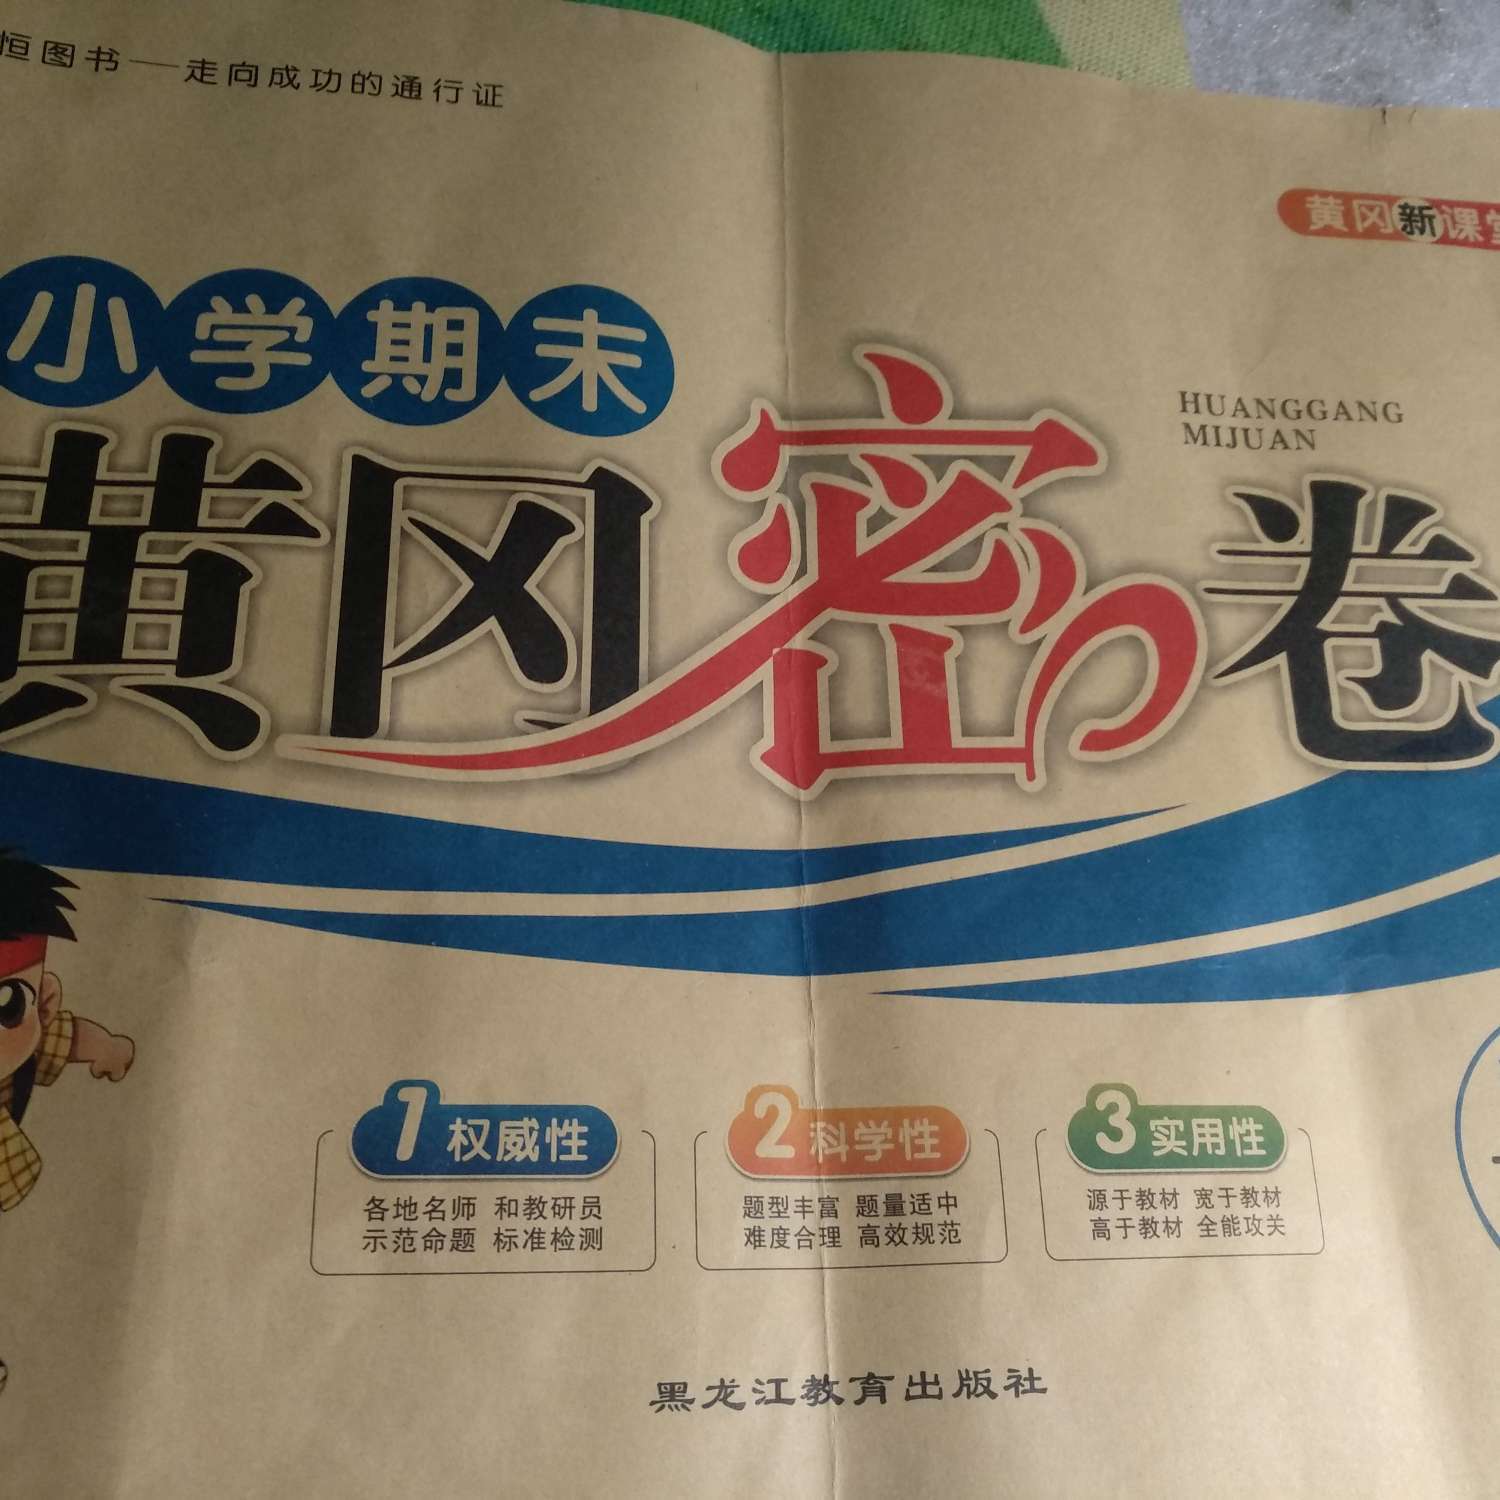 恒图书——走向成功的通行证
黄冈新课堂
小学期末
HUANGGANG
MIJUAN
黄冈密卷
1 权威性
各地名师 和教研员
示范命题 标准检测
2 科学性
题型丰富 题量适中
难度合理 高效规范
3 实用性
源于教材 宽于教材
高于教材 全能攻关
黑龙江教育出版社